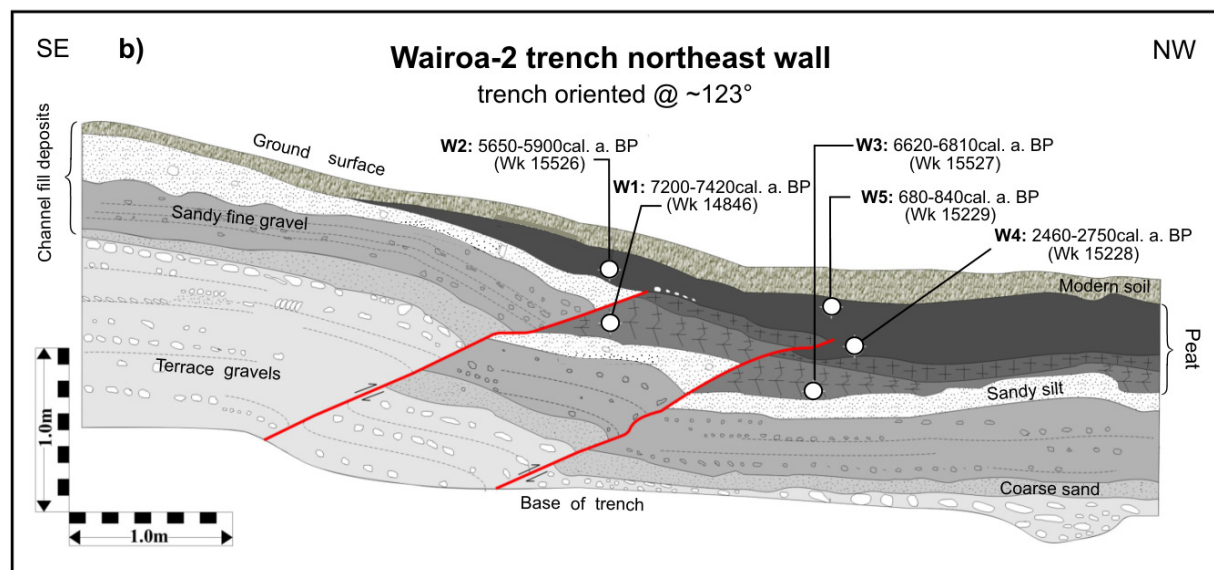 SE
b)
Wairoa-2 trench northeast wall
NW
trench oriented @ ~123°
Channel fill deposits
Ground surface
W2: 5650-5900cal. a. BP
(Wk 15526)
W3: 6620-6810cal. a. BP
(Wk 15527)
W1: 7200-7420cal. a. BP
(Wk 14846)
W5: 680-840cal. a. BP
(Wk 15229)
Sandy fine gravel
W4: 2460-2750cal. a. BP
(Wk 15228)
Modern soil
Peat
Terrace gravels
Sandy silt
1.0m
Coarse sand
Base of trench
1.0m